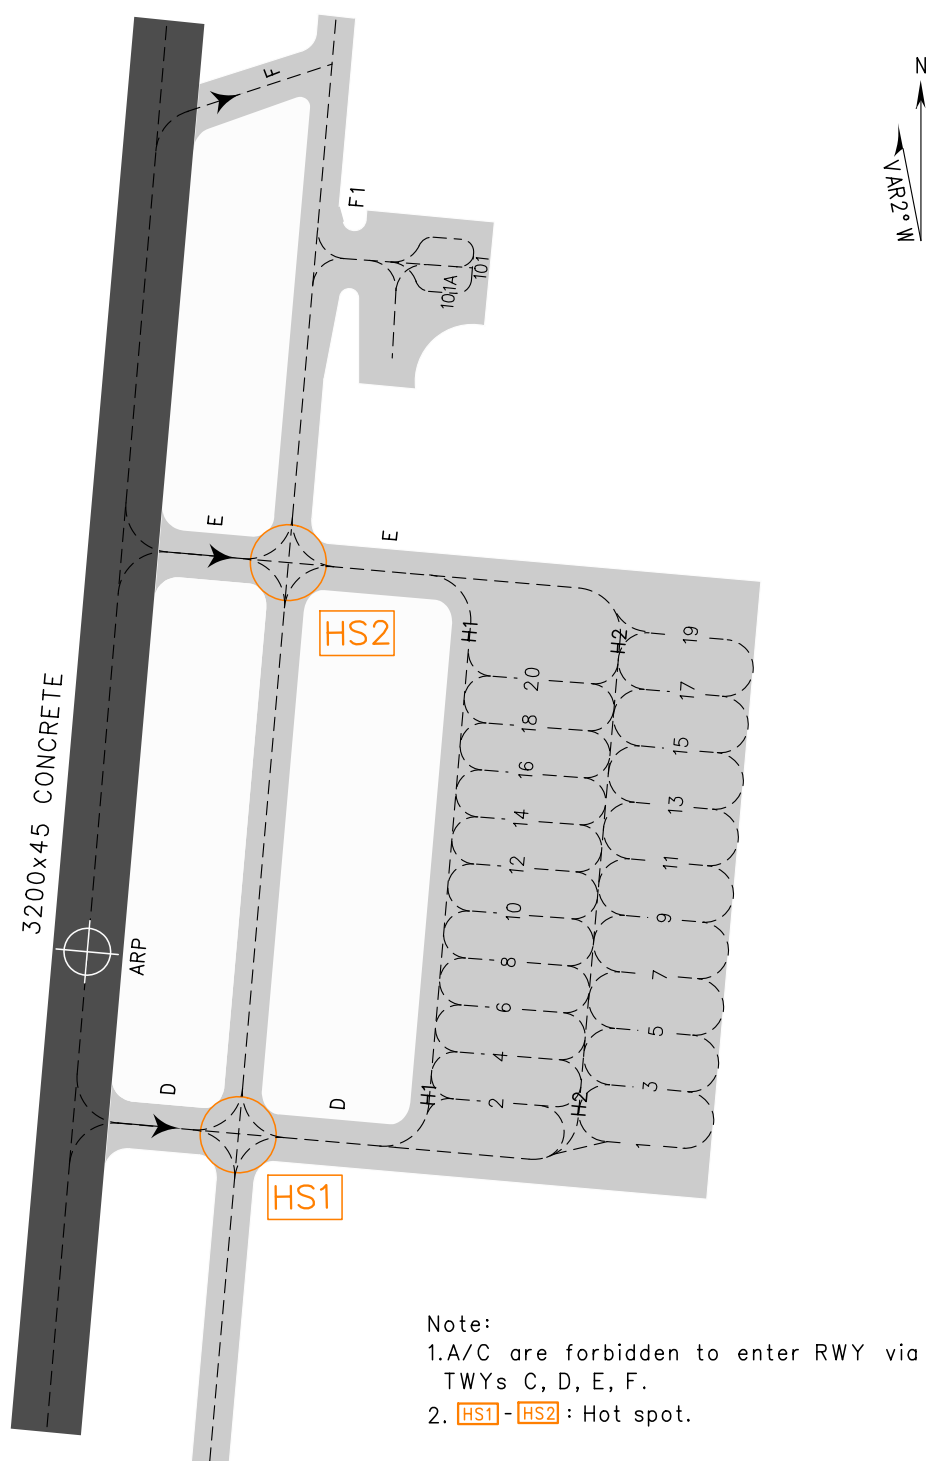 N
VAR2°W
F
F1
101
101A
E
E
HS2
H1
H2
19
20
17
18
15
16
13
14
11
12
9
10
7
8
5
6
3
4
1
2
3200x45 CONCRETE
ARP
D
D
H1
H2
HS1
Note:
1.A/C are forbidden to enter RWY via
TWYs C, D, E, F.
2. HS1 - HS2 : Hot spot.